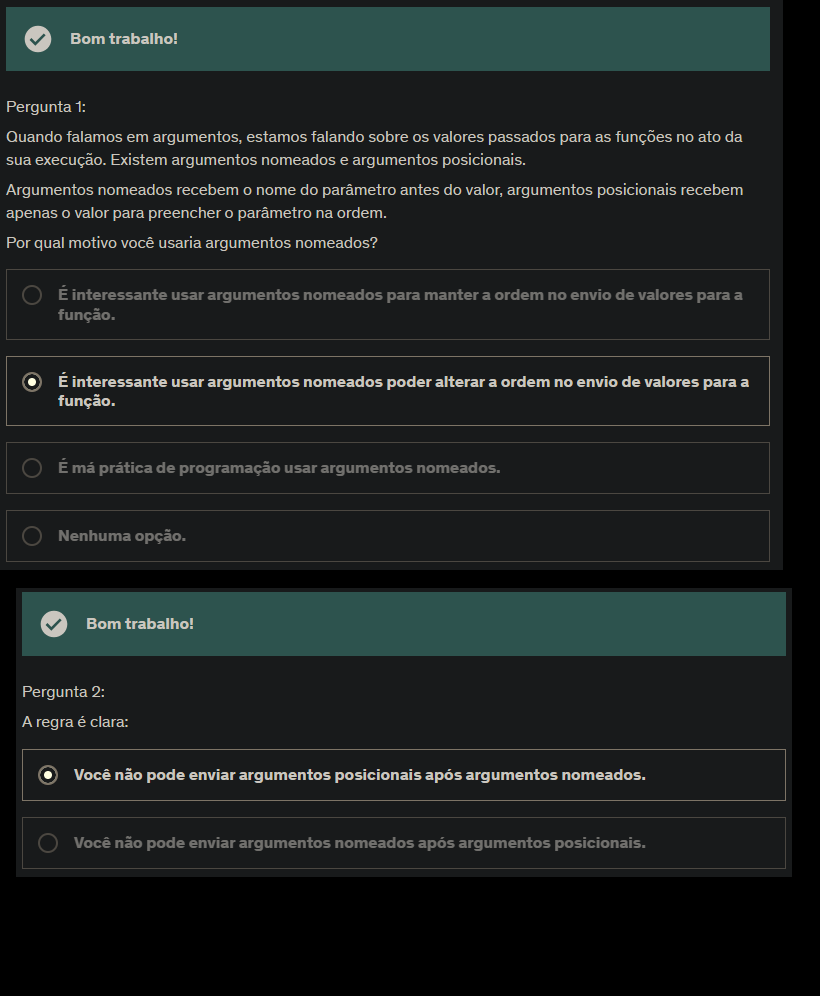 Bom trabalho!
Pergunta 1:
Quando falamos em argumentos, estamos falando sobre os valores passados para as funções no ato da
sua execução. Existem argumentos nomeados e argumentos posicionais.
Argumentos nomeados recebem o nome do parâmetro antes do valor, argumentos posicionais recebem
apenas o valor para preencher o parâmetro na ordem.
Por qual motivo você usaria argumentos nomeados?
É interessante usar argumentos nomeados para manter a ordem no envio de valores para a
função.
É interessante usar argumentos nomeados poder alterar a ordem no envio de valores para a
função.
É má prática de programação usar argumentos nomeados.
Nenhuma opção.
Bom trabalho!
Pergunta 2:
A regra é clara:
Você não pode enviar argumentos posicionais após argumentos nomeados.
Você não pode enviar argumentos nomeados após argumentos posicionais.